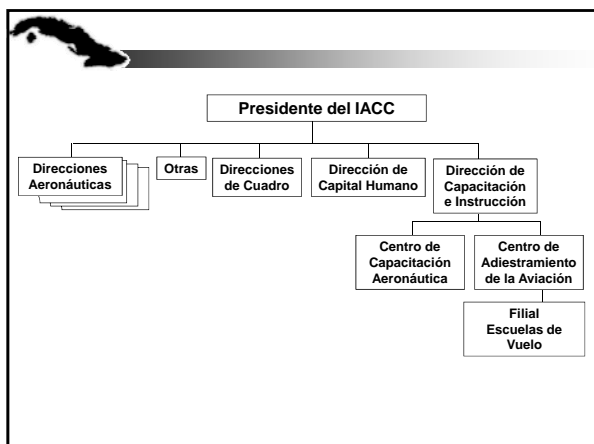 Presidente del IACC
Direcciones
Aeronáuticas
Otras
Direcciones
de Cuadro
Dirección de
Capital Humano
Dirección de
Capacitación
e Instrucción
Centro de
Capacitación
Aeronáutica
Centro de
Adiestramiento
de la Aviación
Filial
Escuelas de
Vuelo